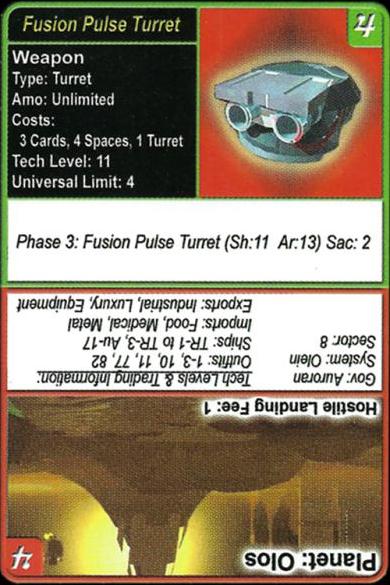 Fusion Pulse Turret
4
Weapon
Type: Turret
Amo: Unlimited
Costs:
3 Cards, 4 Spaces, 1 Turret
Tech Level: 11
Universal Limit: 4
Phase 3: Fusion Pulse Turret (Sh:11 Ar:13) Sac: 2
Planet: Olos
Hostile Landing Fee: 1
Gov: Auroran
System: Olein
Sector: 8
Tech Levels & Trading Information:
Outfits: 1-3, 10, 11, 77, 82
Ships: TR-1 to TR-3, Au-17
Imports: Food, Medical, Metal
Exports: Industrial, Luxury, Equipment